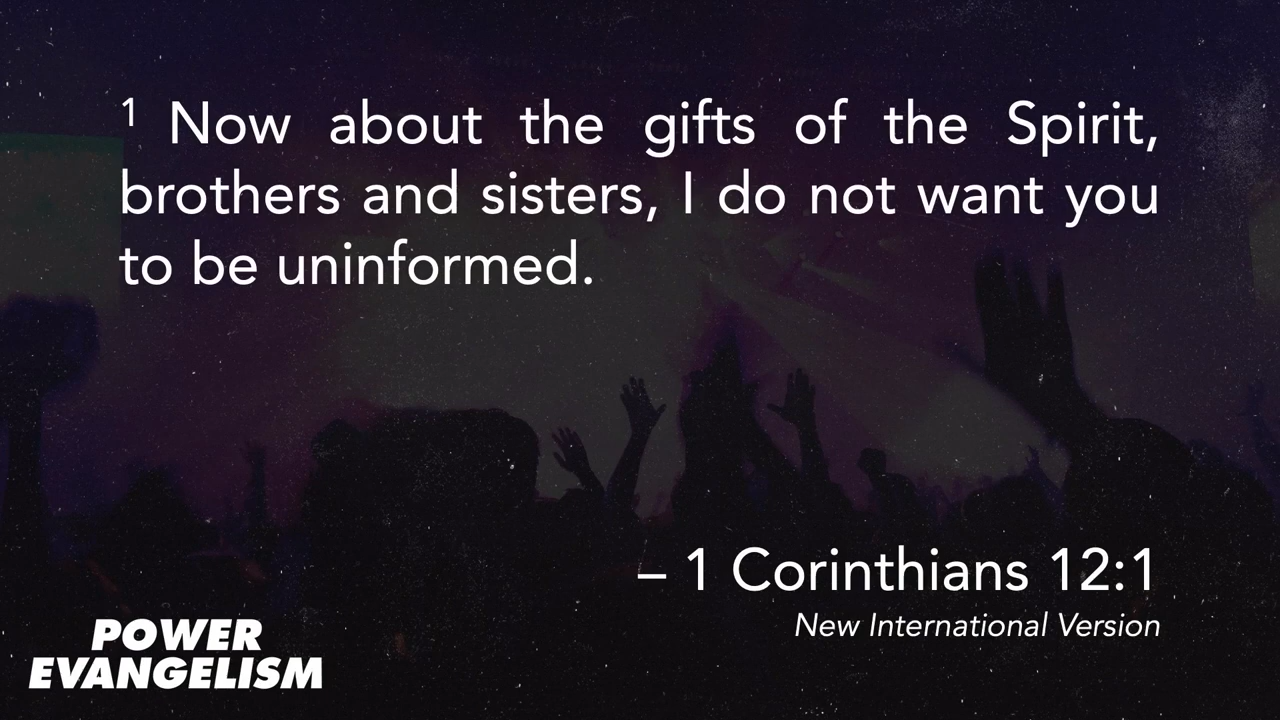 1 Now about the gifts of the Spirit,
brothers and sisters, I do not want you
to be uninformed.
– 1 Corinthians 12:1
New International Version
POWER
EVANGELISM